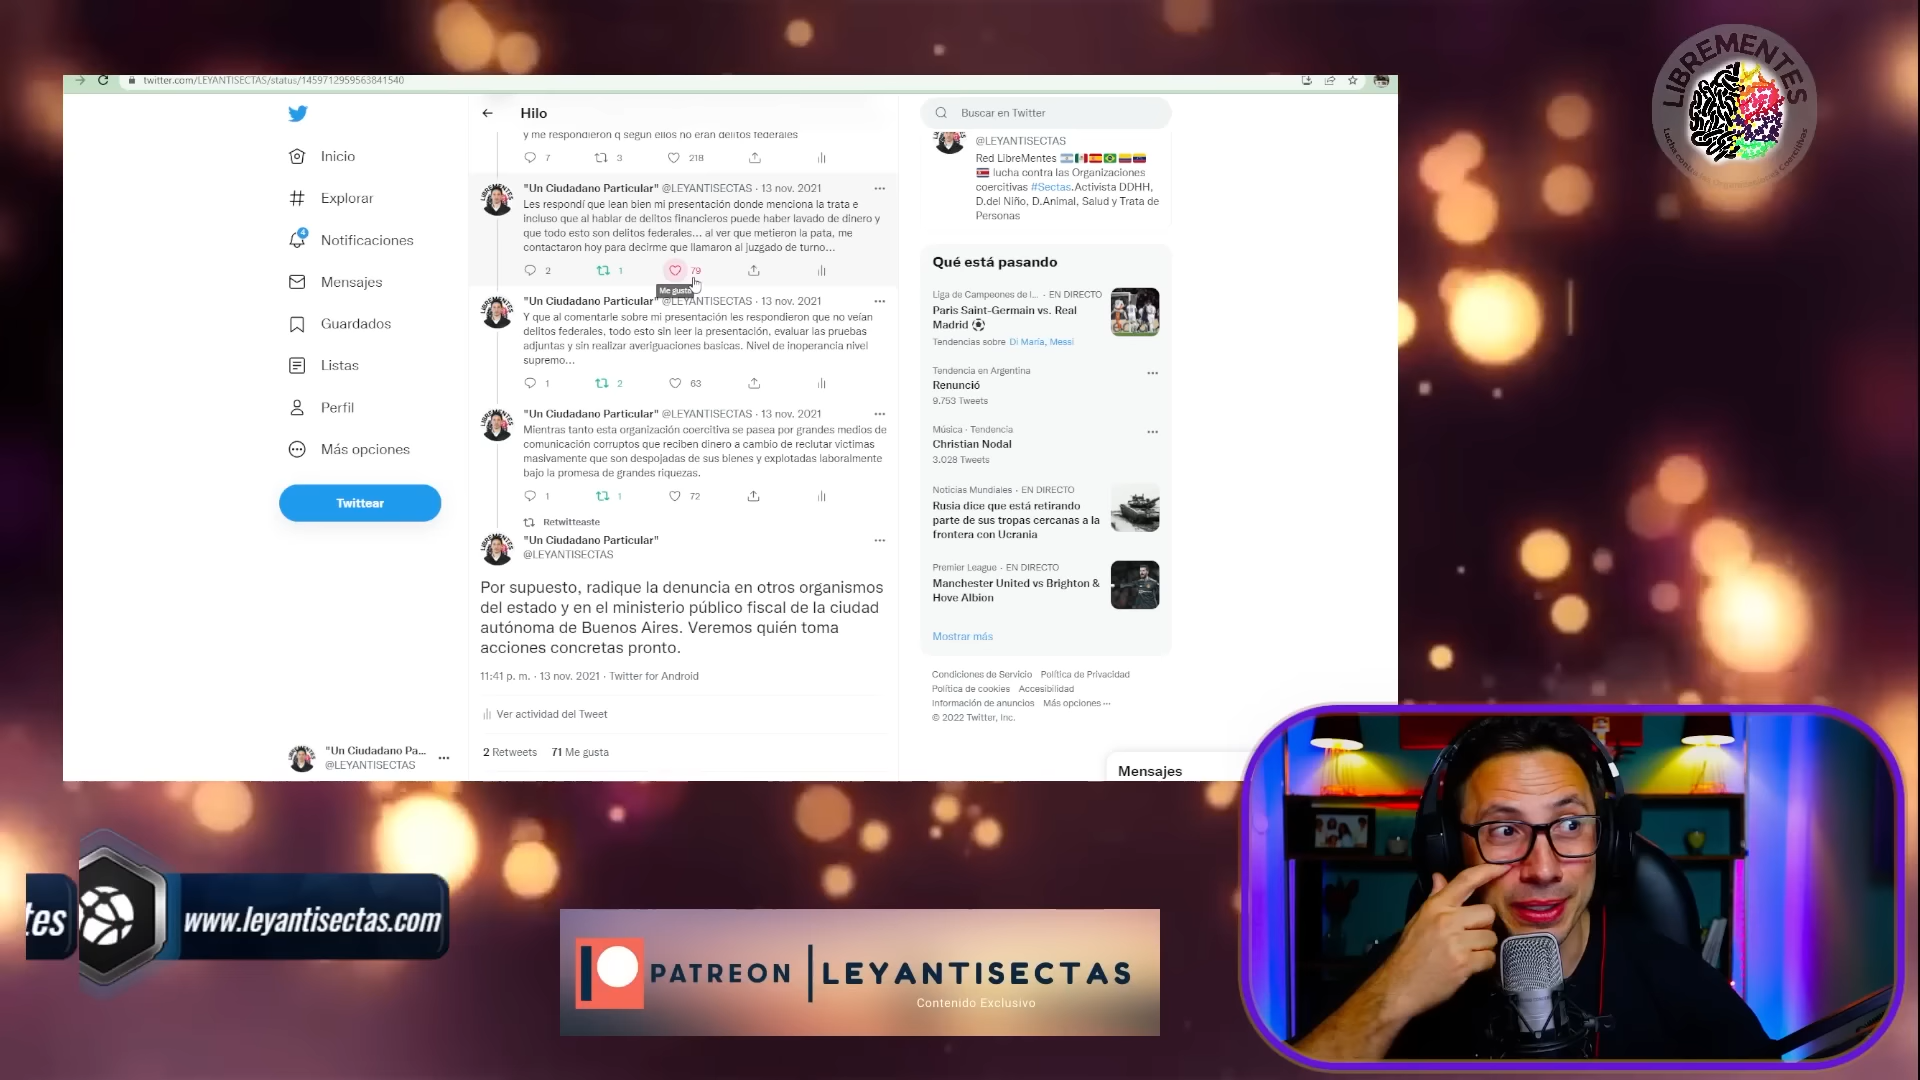 twitter.com/LEYANTISECTAS/status/1459712959563841540
Inicio
Explorar
4
Notificaciones
Mensajes
Guardados
Listas
Perfil
Más opciones
Twittear
"Un Ciudadano Pa...
@LEYANTISECTAS
Hilo
y me respondieron q según ellos no eran delitos federales
7 3 218
"Un Ciudadano Particular" @LEYANTISECTAS · 13 nov. 2021
Les respondí que lean bien mi presentación donde menciona la trata e
incluso que al hablar de delitos financieros puede haber lavado de dinero y
que todo esto son delitos federales... al ver que metieron la pata, me
contactaron hoy para decirme que llamaron al juzgado de turno...
2 1 79
Me gusta
"Un Ciudadano Particular" @LEYANTISECTAS · 13 nov. 2021
Y que al comentarle sobre mi presentación les respondieron que no veían
delitos federales, todo esto sin leer la presentación, evaluar las pruebas
adjuntas y sin realizar averiguaciones basicas. Nivel de inoperancia nivel
supremo...
1 2 63
"Un Ciudadano Particular" @LEYANTISECTAS · 13 nov. 2021
Mientras tanto esta organización coercitiva se pasea por grandes medios de
comunicación corruptos que reciben dinero a cambio de reclutar victimas
masivamente que son despojadas de sus bienes y explotadas laboralmente
bajo la promesa de grandes riquezas.
1 1 72
Retwitteaste
"Un Ciudadano Particular"
@LEYANTISECTAS
Por supuesto, radique la denuncia en otros organismos
del estado y en el ministerio público fiscal de la ciudad
autónoma de Buenos Aires. Veremos quién toma
acciones concretas pronto.
11:41 p. m. · 13 nov. 2021 · Twitter for Android
Ver actividad del Tweet
2 Retweets 71 Me gusta
Buscar en Twitter
@LEYANTISECTAS
Red LibreMentes
lucha contra las Organizaciones
coercitivas #Sectas.Activista DDHH,
D.del Niño, D.Animal, Salud y Trata de
Personas
Qué está pasando
Liga de Campeones de l... · EN DIRECTO
Paris Saint-Germain vs. Real
Madrid
Tendencias sobre Di María, Messi
Tendencia en Argentina
Renunció
9.753 Tweets
Música · Tendencia
Christian Nodal
3.028 Tweets
Noticias Mundiales · EN DIRECTO
Rusia dice que está retirando
parte de sus tropas cercanas a la
frontera con Ucrania
Premier League · EN DIRECTO
Manchester United vs Brighton &
Hove Albion
Mostrar más
Condiciones de Servicio Política de Privacidad
Política de cookies Accesibilidad
Información de anuncios Más opciones ···
© 2022 Twitter, Inc.
Mensajes
LIBREMENTES
tes
www.leyantisectas.com
PATREON | LEYANTISECTAS
Contenido Exclusivo